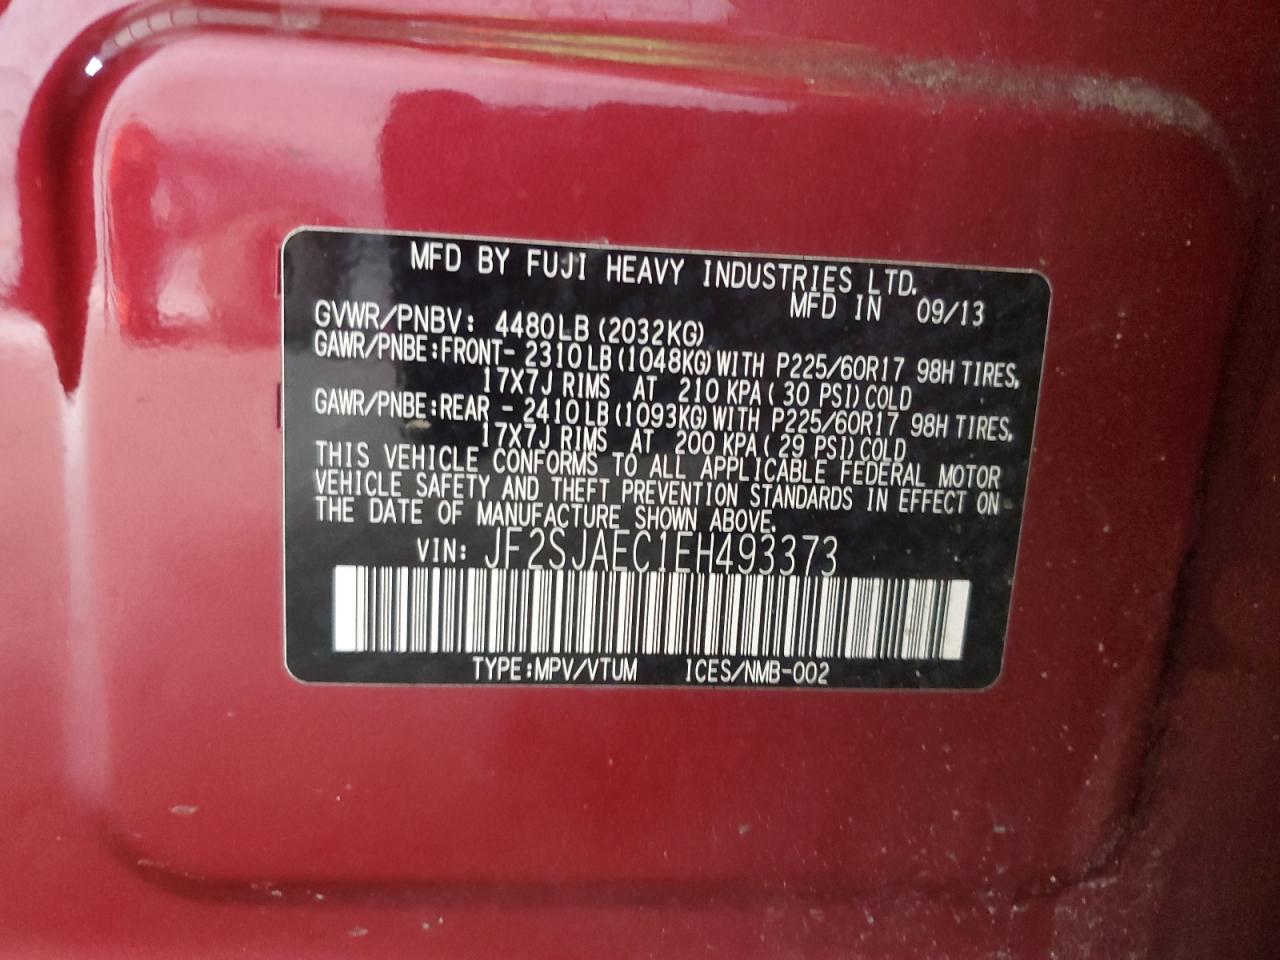 MFD BY FUJI HEAVY INDUSTRIES LTD.
MFD IN 09/13
GVWR/PNBV: 4480LB(2032KG)
GAWR/PNBE:FRONT- 2310LB(1048KG)WITH P225/60R17 98H TIRES,
17X7J RIMS AT 210 KPA(30 PSI)COLD
GAWR/PNBE:REAR - 2410LB(1093KG)WITH P225/60R17 98H TIRES,
17X7J RIMS AT 200 KPA(29 PSI)COLD
THIS VEHICLE CONFORMS TO ALL APPLICABLE FEDERAL MOTOR
VEHICLE SAFETY AND THEFT PREVENTION STANDARDS IN EFFECT ON
THE DATE OF MANUFACTURE SHOWN ABOVE.
VIN: JF2SJAEC1EH493373
TYPE:MPV/VTUM ICES/NMB-002